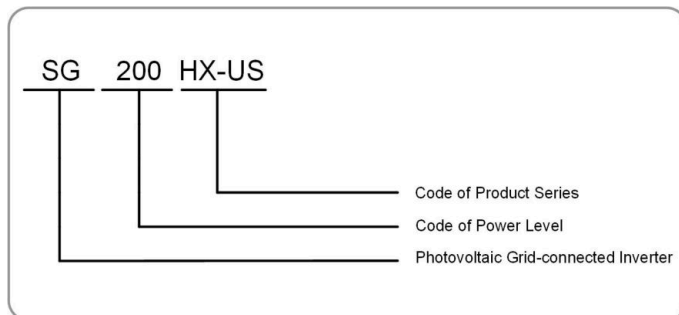 SG 200 HX-US
Code of Product Series
Code of Power Level
Photovoltaic Grid-connected Inverter